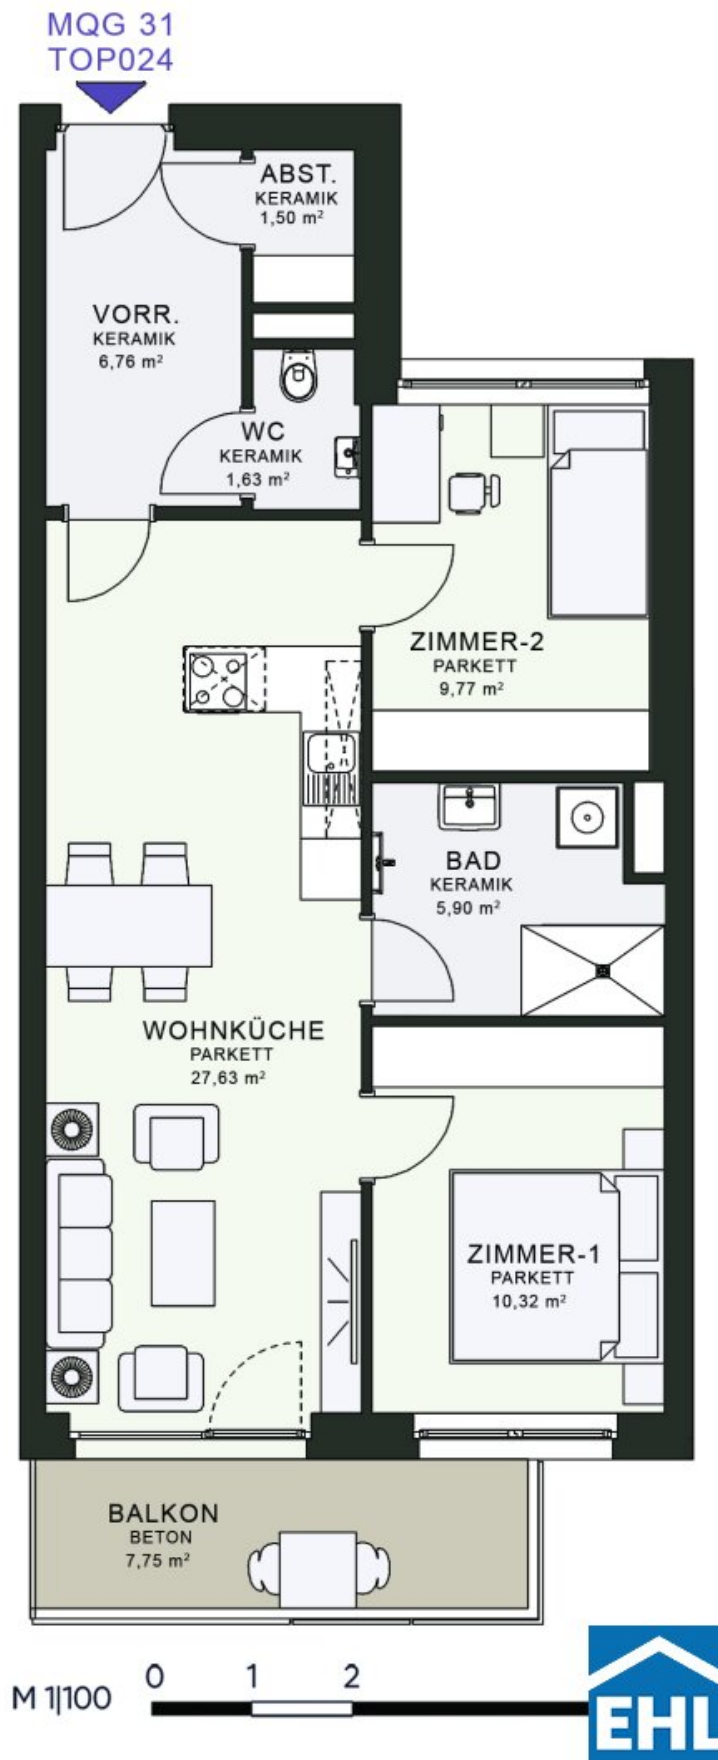 MQG 31
TOP024
ABST.
KERAMIK
1,50 m²
VORR.
KERAMIK
6,76 m²
WC
KERAMIK
1,63 m²
ZIMMER-2
PARKETT
9,77 m²
BAD
KERAMIK
5,90 m²
WOHNKÜCHE
PARKETT
27,63 m²
ZIMMER-1
PARKETT
10,32 m²
BALKON
BETON
7,75 m²
M 1|100
0 1 2
EHL